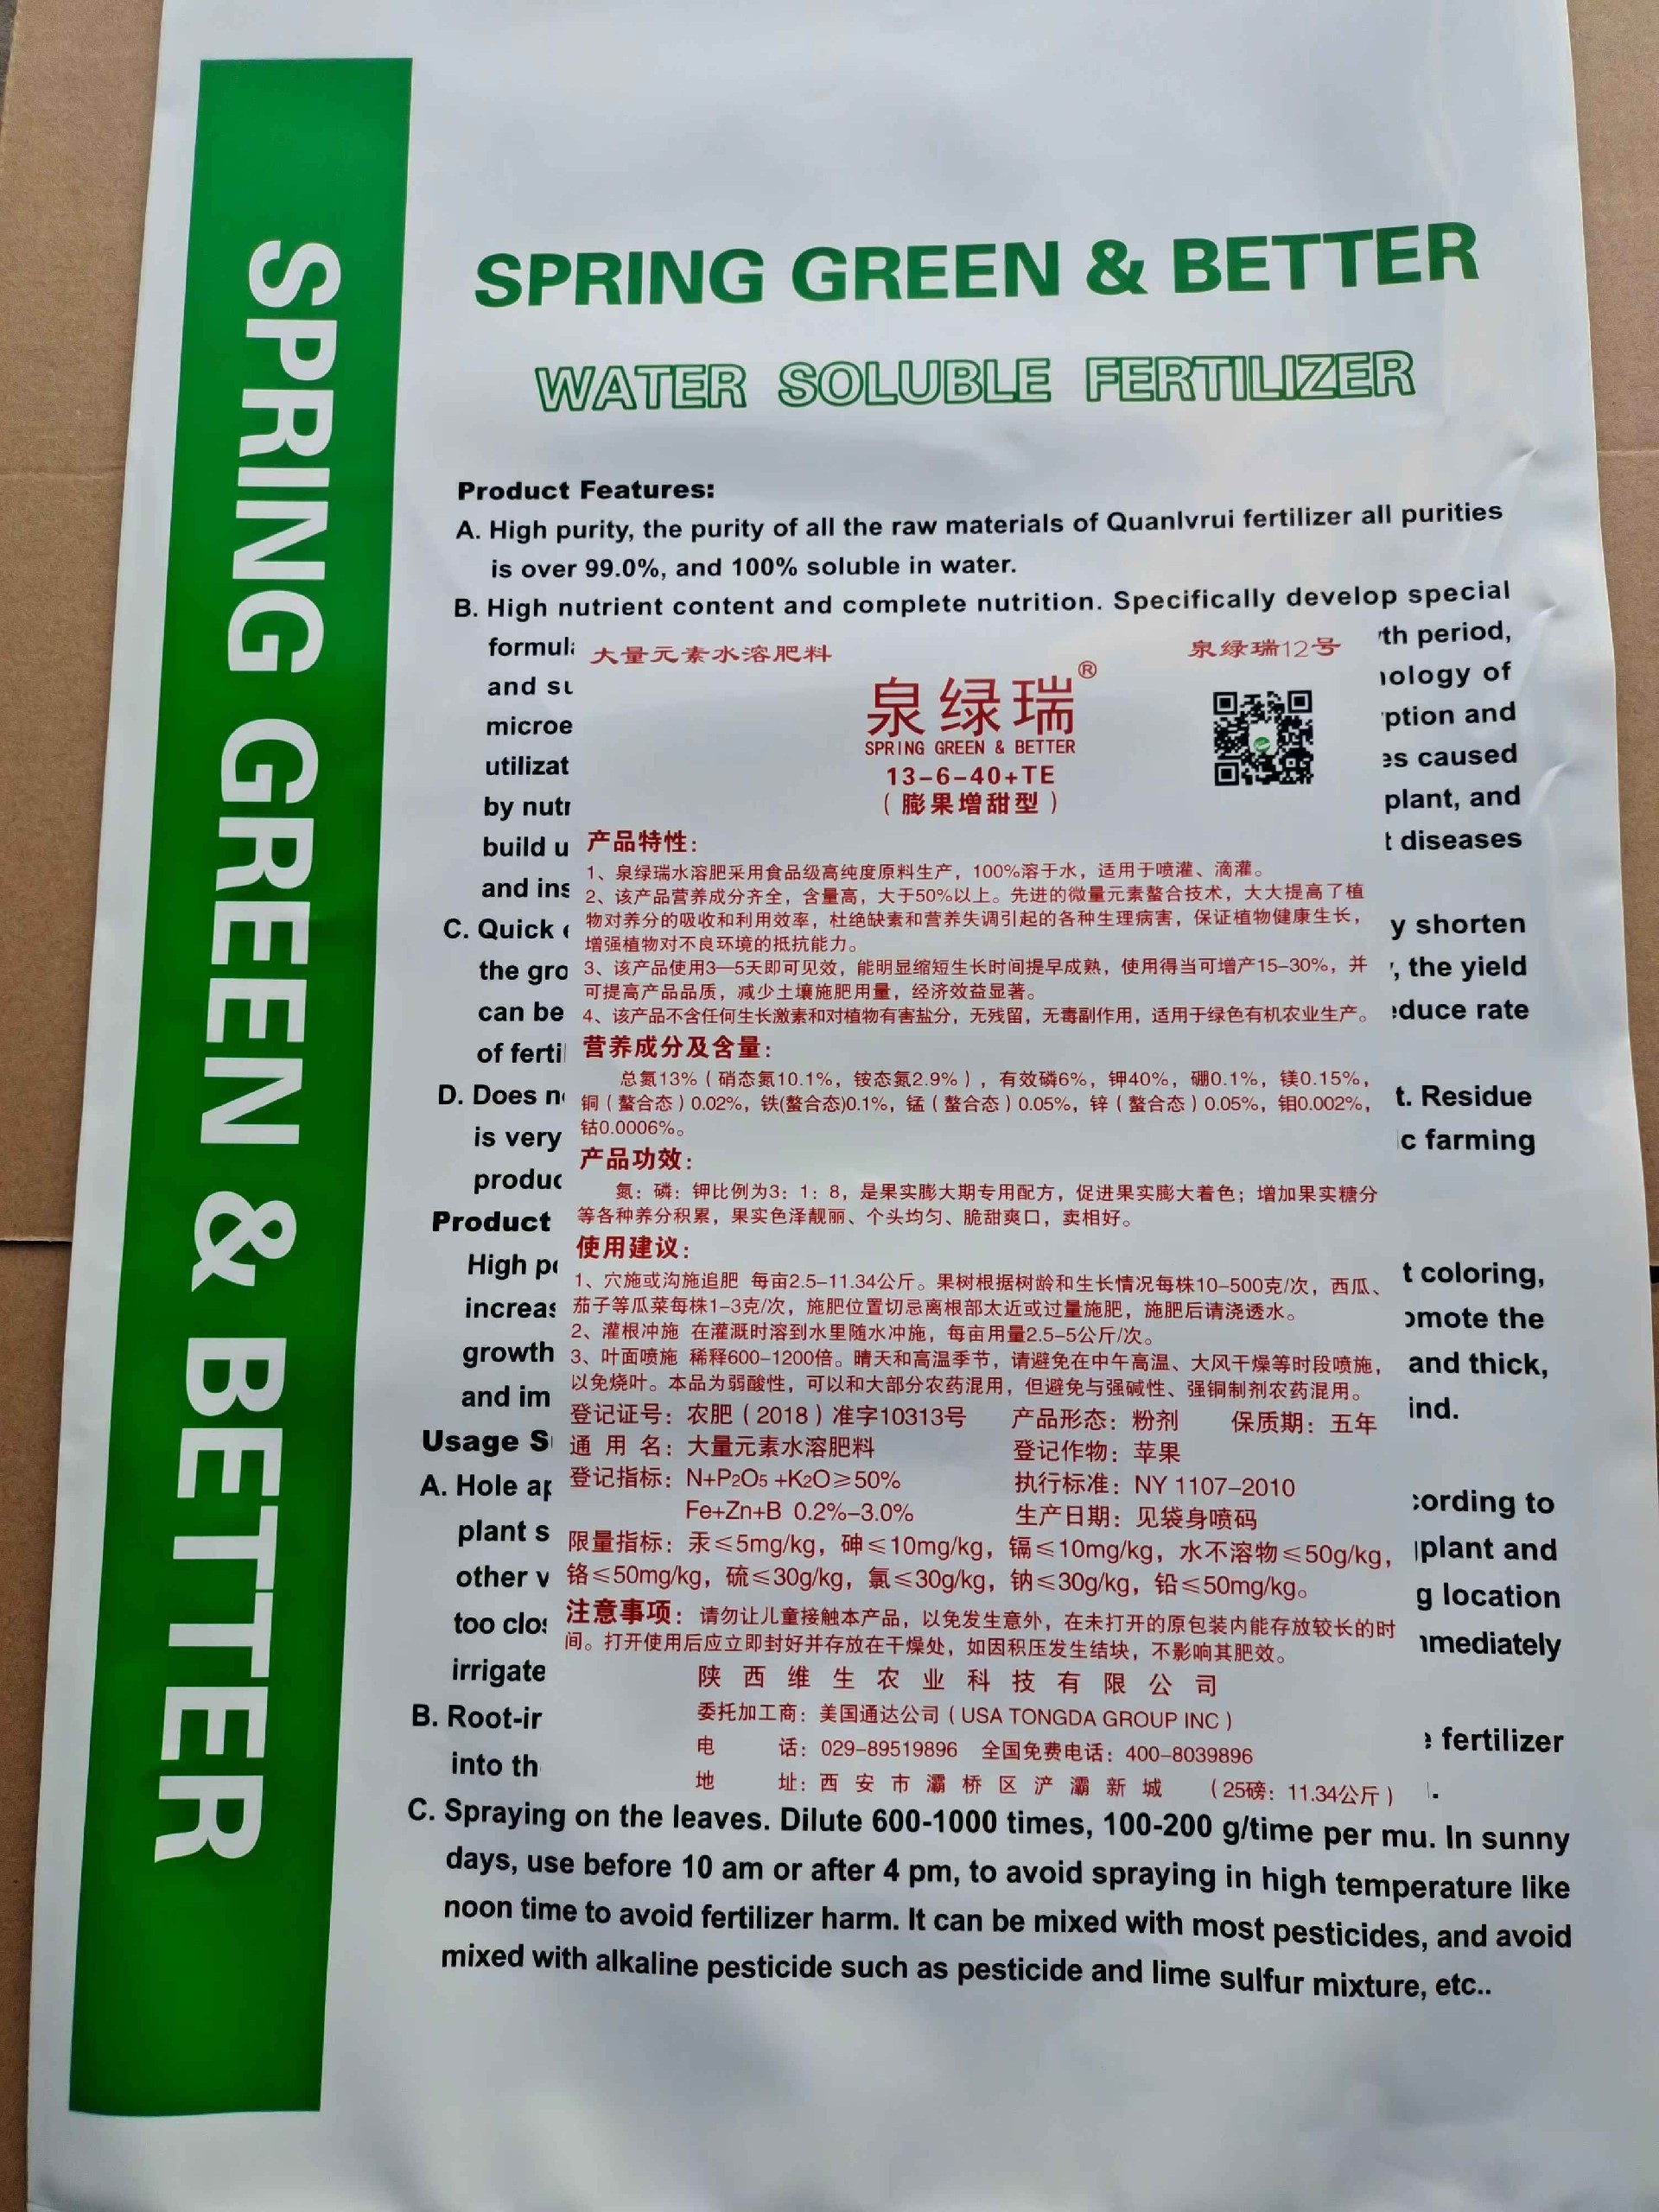 SPRING GREEN & BETTER
SPRING GREEN & BETTER
WATER SOLUBLE FERTILIZER
Product Features:
A. High purity, the purity of all the raw materials of Quanlvrui fertilizer all purities
is over 99.0%, and 100% soluble in water.
B. High nutrient content and complete nutrition. Specifically develop special
period,
and of
and
caused
by plant, and
build diseases
and
C. Quick shorten
the the yield
can be rate
of
D. Does Residue
is very farming
Product
High coloring,
the
growth and thick,
and
Usage
A. Hole to
plant and
other location
too
irrigate
B. fertilizer
into
大量元素水溶肥料 泉绿瑞12号
泉绿瑞®
SPRING GREEN & BETTER
13-6-40+TE
（膨果增甜型）
产品特性：
1、泉绿瑞水溶肥采用食品级高纯度原料生产，100%溶于水，适用于喷灌、滴灌。
2、该产品营养成分齐全，含量高，大于50%以上。先进的微量元素螯合技术，大大提高了植
物对养分的吸收和利用效率，杜绝缺素和营养失调引起的各种生理病害，保证植物健康生长，
增强植物对不良环境的抵抗能力。
3、该产品使用3—5天即可见效，能明显缩短生长时间提早成熟，使用得当可增产15-30%，并
可提高产品品质，减少土壤施肥用量，经济效益显著。
4、该产品不含任何生长激素和对植物有害盐分，无残留，无毒副作用，适用于绿色有机农业生产。
营养成分及含量：
总氮13%（硝态氮10.1%，铵态氮2.9%），有效磷6%，钾40%，硼0.1%，镁0.15%，
铜（螯合态）0.02%，铁(螯合态)0.1%，锰（螯合态）0.05%，锌（螯合态）0.05%，钼0.002%，
钴0.0006%。
产品功效：
氮：磷：钾比例为3：1：8，是果实膨大期专用配方，促进果实膨大着色；增加果实糖分
等各种养分积累，果实色泽靓丽、个头均匀、脆甜爽口，卖相好。
使用建议：
1、穴施或沟施追肥 每亩2.5-11.34公斤。果树根据树龄和生长情况每株10-500克/次，西瓜、
茄子等瓜菜每株1-3克/次，施肥位置切忌离根部太近或过量施肥，施肥后请浇透水。
2、灌根冲施 在灌溉时溶到水里随水冲施，每亩用量2.5-5公斤/次。
3、叶面喷施 稀释600-1200倍。晴天和高温季节，请避免在中午高温、大风干燥等时段喷施，
以免烧叶。本品为弱酸性，可以和大部分农药混用，但避免与强碱性、强铜制剂农药混用。
登记证号：农肥（2018）准字10313号 产品形态：粉剂 保质期：五年
通 用 名：大量元素水溶肥料 登记作物：苹果
登记指标：N+P2O5+K2O≥50% 执行标准：NY 1107-2010
Fe+Zn+B 0.2%-3.0% 生产日期：见袋身喷码
限量指标：汞≤5mg/kg，砷≤10mg/kg，镉≤10mg/kg，水不溶物≤50g/kg，
铬≤50mg/kg，硫≤30g/kg，氯≤30g/kg，钠≤30g/kg，铅≤50mg/kg。
注意事项：请勿让儿童接触本产品，以免发生意外，在未打开的原包装内能存放较长的时
间。打开使用后应立即封好并存放在干燥处，如因积压发生结块，不影响其肥效。
陕西维生农业科技有限公司
委托加工商：美国通达公司（USA TONGDA GROUP INC）
电 话：029-89519896 全国免费电话：400-8039896
地 址：西安市灞桥区浐灞新城 （25磅：11.34公斤）
C. Spraying on the leaves. Dilute 600-1000 times, 100-200 g/time per mu. In sunny
days, use before 10 am or after 4 pm, to avoid spraying in high temperature like
noon time to avoid fertilizer harm. It can be mixed with most pesticides, and avoid
mixed with alkaline pesticide such as pesticide and lime sulfur mixture, etc..